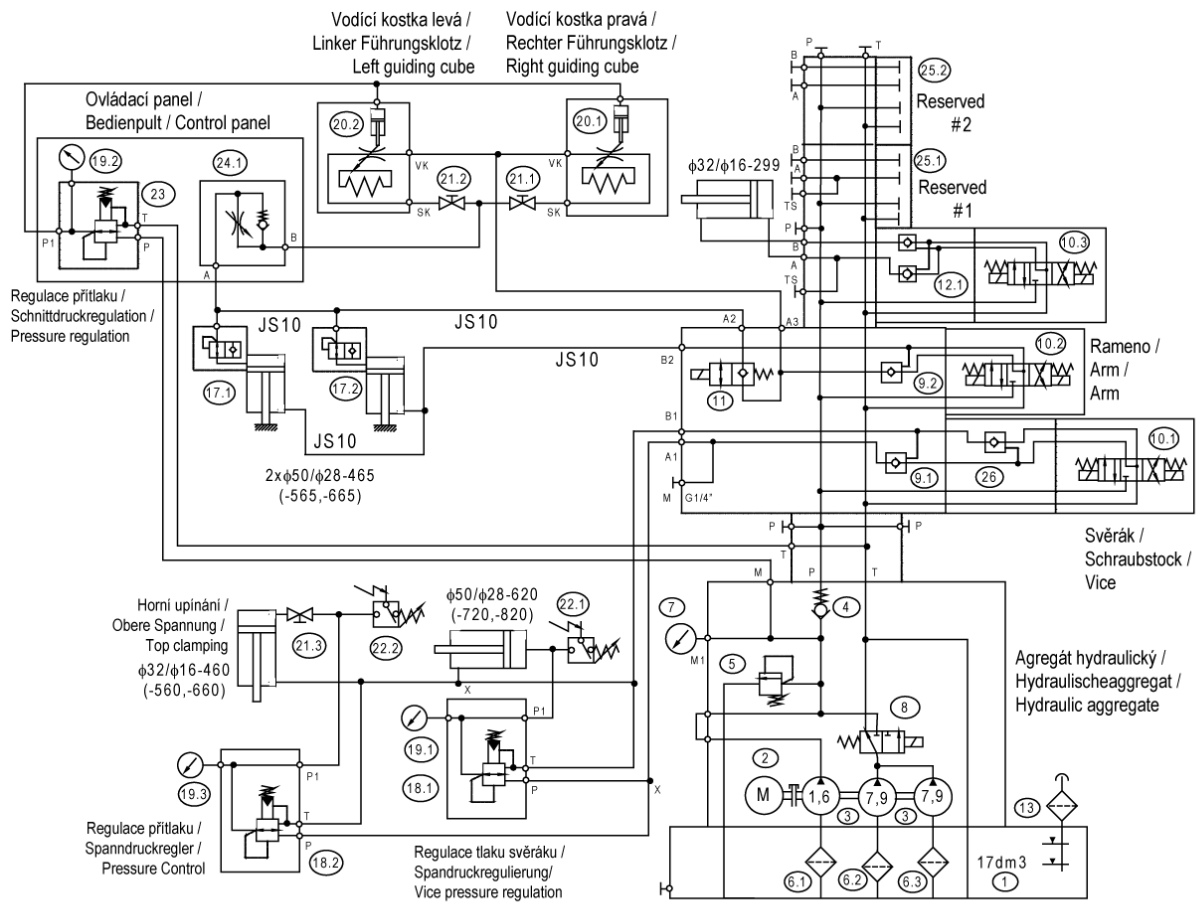 Vodící kostka levá /
Linker Führungsklotz /
Left guiding cube
Vodící kostka pravá /
Rechter Führungsklotz /
Right guiding cube
P
T
B
A
25.2
Reserved
#2
B
A
TS
25.1
Reserved
#1
P
B
A
TS
12.1
10.3
Ovládací panel /
Bedienpult / Control panel
19.2
23
T
P
P1
24.1
B
A
20.2
VK
SK
21.2
21.1
20.1
VK
SK
ϕ32/ϕ16-299
Regulace přítlaku /
Schnittdruckregulation /
Pressure regulation
JS10
JS10
JS10
JS10
17.1
17.2
2xϕ50/ϕ28-465
(-565,-665)
A2
A3
B2
11
9.2
10.2
Rameno /
Arm /
Arm
B1
A1
M
G1/4"
9.1
26
10.1
Svěrák /
Schraubstock /
Vice
P
P
T
M
P
T
Horní upínání /
Obere Spannung /
Top clamping
ϕ32/ϕ16-460
(-560,-660)
21.3
22.2
ϕ50/ϕ28-620
(-720,-820)
22.1
X
P1
19.1
18.1
T
P
X
19.3
P1
T
P
18.2
Regulace přítlaku /
Spanndruckregler /
Pressure Control
Regulace tlaku svěráku /
Spandruckregulierung/
Vice pressure regulation
7
M1
4
5
8
2
M
1,6
7,9
7,9
3
3
Agregát hydraulický /
Hydraulischeaggregat /
Hydraulic aggregate
13
6.1
6.2
6.3
17dm3
1